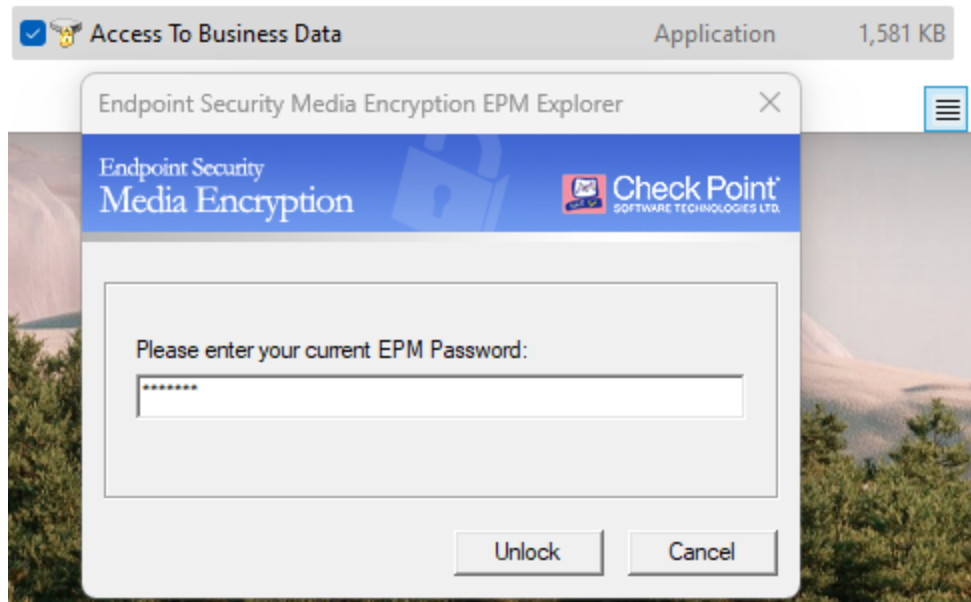 Access To Business Data Application 1,581 KB
Endpoint Security Media Encryption EPM Explorer
Endpoint Security
Media Encryption
Check Point
SOFTWARE TECHNOLOGIES LTD.
Please enter your current EPM Password:
*******
Unlock Cancel